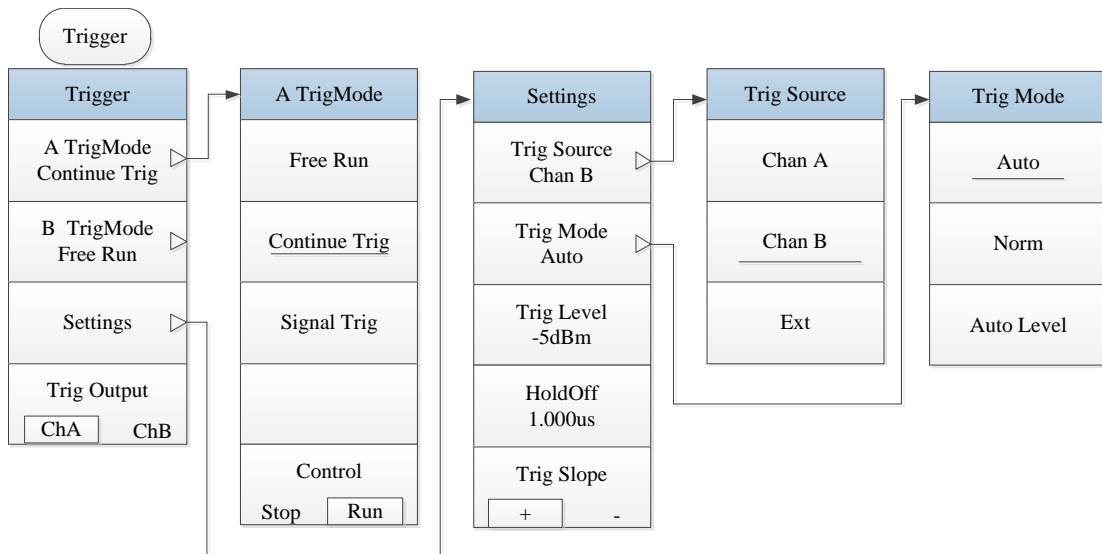 Trigger
Trigger
A TrigMode
Continue Trig
B TrigMode
Free Run
Settings
Trig Output
ChA ChB
A TrigMode
Free Run
Continue Trig
Signal Trig
Control
Stop Run
Settings
Trig Source
Chan B
Trig Mode
Auto
Trig Level
-5dBm
HoldOff
1.000us
Trig Slope
+ -
Trig Source
Chan A
Chan B
Ext
Trig Mode
Auto
Norm
Auto Level